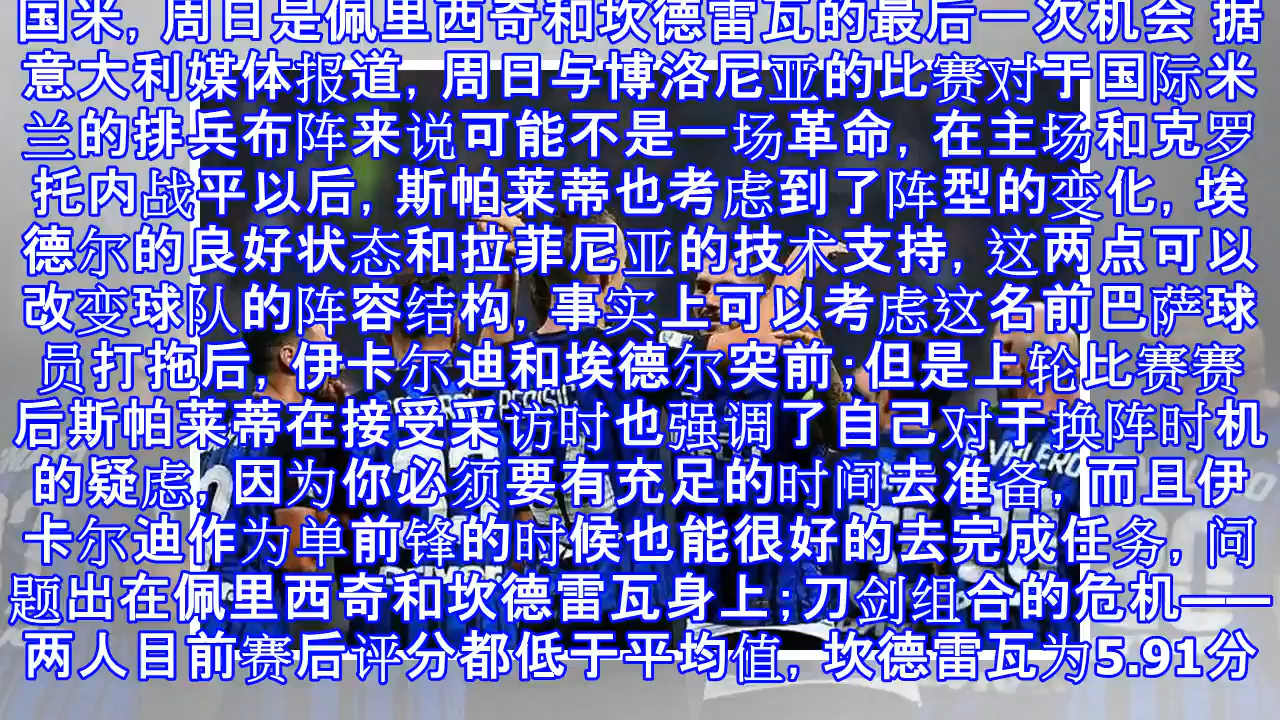 国米, 周日是佩里西奇和坎德雷瓦的最后一次机会 据
意大利媒体报道, 周日与博洛尼亚的比赛对于国际米
兰的排兵布阵来说可能不是一场革命, 在主场和克罗
托内战平以后, 斯帕莱蒂也考虑到了阵型的变化, 埃
德尔的良好状态和拉菲尼亚的技术支持, 这两点可以
改变球队的阵容结构, 事实上可以考虑这名前巴萨球
员打拖后, 伊卡尔迪和埃德尔突前;但是上轮比赛赛
后斯帕莱蒂在接受采访时也强调了自己对于换阵时机
的疑虑, 因为你必须要有充足的时间去准备, 而且伊
卡尔迪作为单前锋的时候也能很好的去完成任务, 问
题出在佩里西奇和坎德雷瓦身上;刀剑组合的危机——
两人目前赛后评分都低于平均值, 坎德雷瓦为5.91分
PERISIC
VALERO